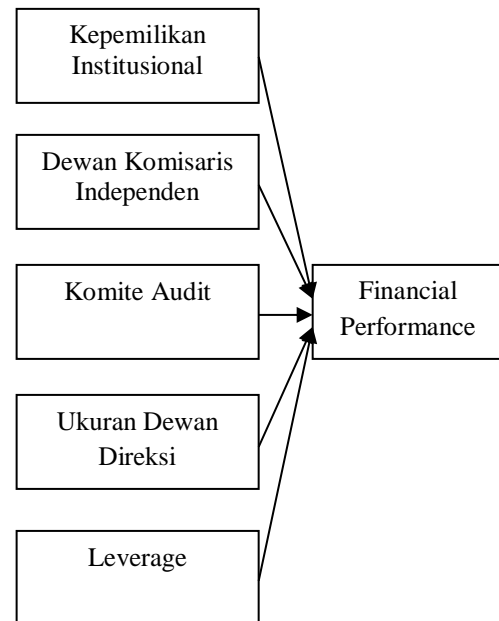 Kepemilikan
Institusional
Dewan Komisaris
Independen
Komite Audit
Financial
Performance
Ukuran Dewan
Direksi
Leverage